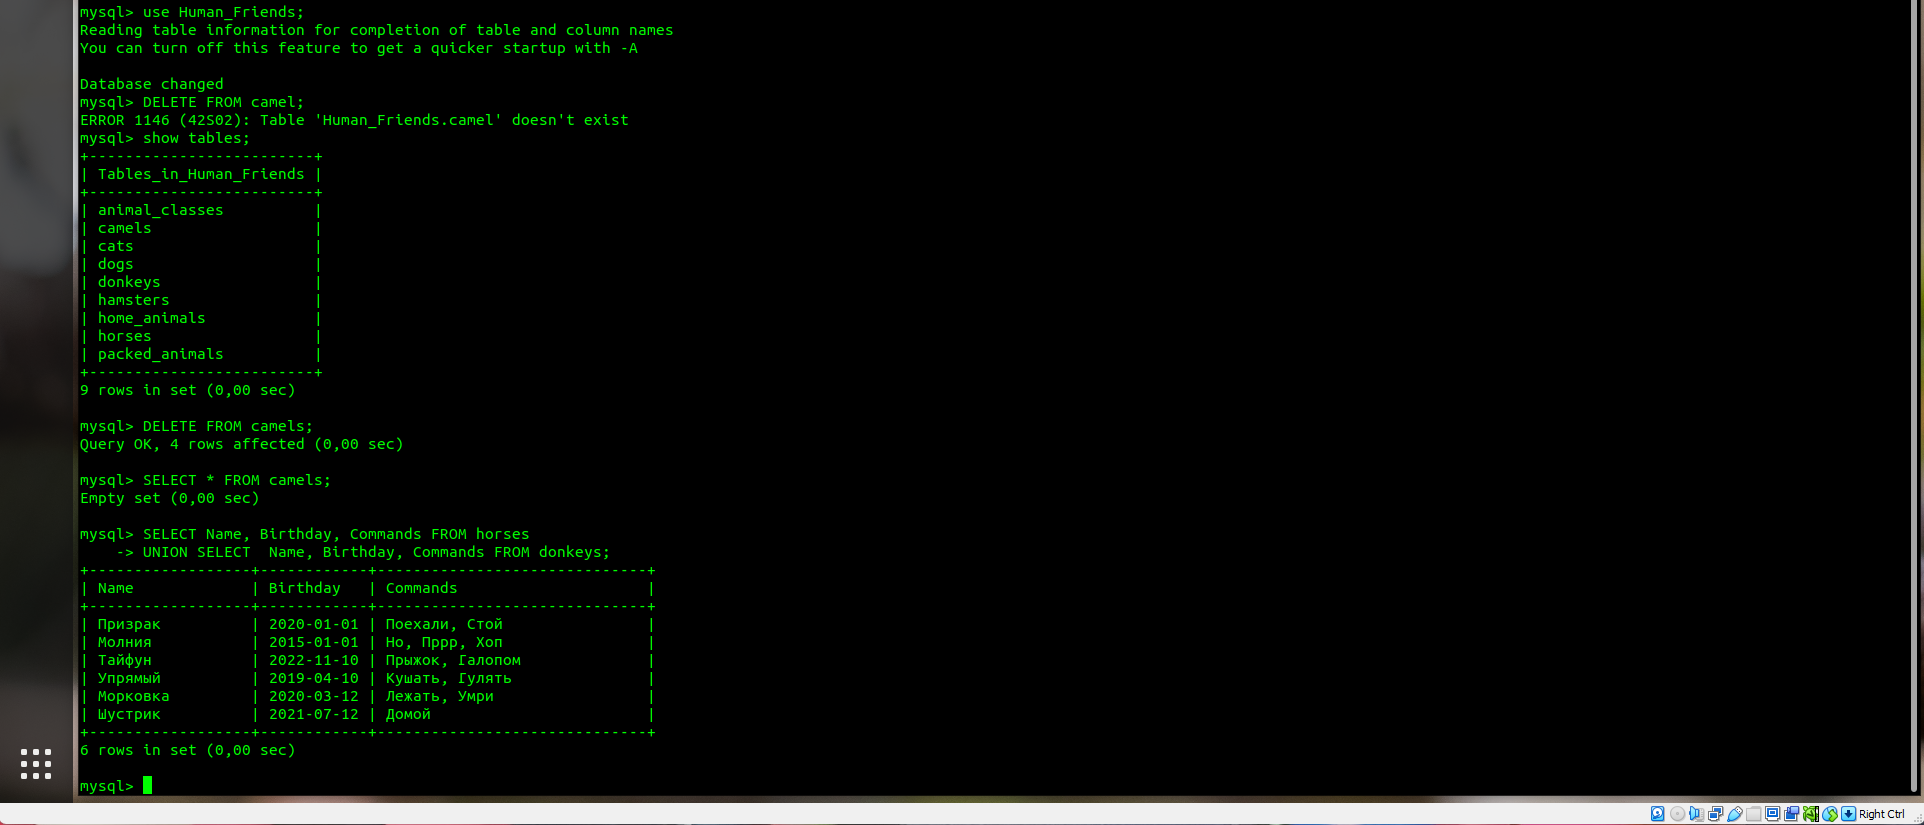 mysql> use Human_Friends;
Reading table information for completion of table and column names
You can turn off this feature to get a quicker startup with -A
Database changed
mysql> DELETE FROM camel;
ERROR 1146 (42S02): Table 'Human_Friends.camel' doesn't exist
mysql> show tables;
+-------------------------+
| Tables_in_Human_Friends |
+-------------------------+
| animal_classes          |
| camels                  |
| cats                    |
| dogs                    |
| donkeys                 |
| hamsters                |
| home_animals            |
| horses                  |
| packed_animals          |
+-------------------------+
9 rows in set (0,00 sec)
mysql> DELETE FROM camels;
Query OK, 4 rows affected (0,00 sec)
mysql> SELECT * FROM camels;
Empty set (0,00 sec)
mysql> SELECT Name, Birthday, Commands FROM horses
    -> UNION SELECT  Name, Birthday, Commands FROM donkeys;
+------------------+------------+------------------------------+
| Name             | Birthday   | Commands                     |
+------------------+------------+------------------------------+
| Призрак          | 2020-01-01 | Поехали, Стой                |
| Молния           | 2015-01-01 | Но, Пррр, Хоп                |
| Тайфун           | 2022-11-10 | Прыжок, Галопом              |
| Упрямый          | 2019-04-10 | Кушать, Гулять               |
| Морковка         | 2020-03-12 | Лежать, Умри                 |
| Шустрик          | 2021-07-12 | Домой                        |
+------------------+------------+------------------------------+
6 rows in set (0,00 sec)
mysql>
Right Ctrl